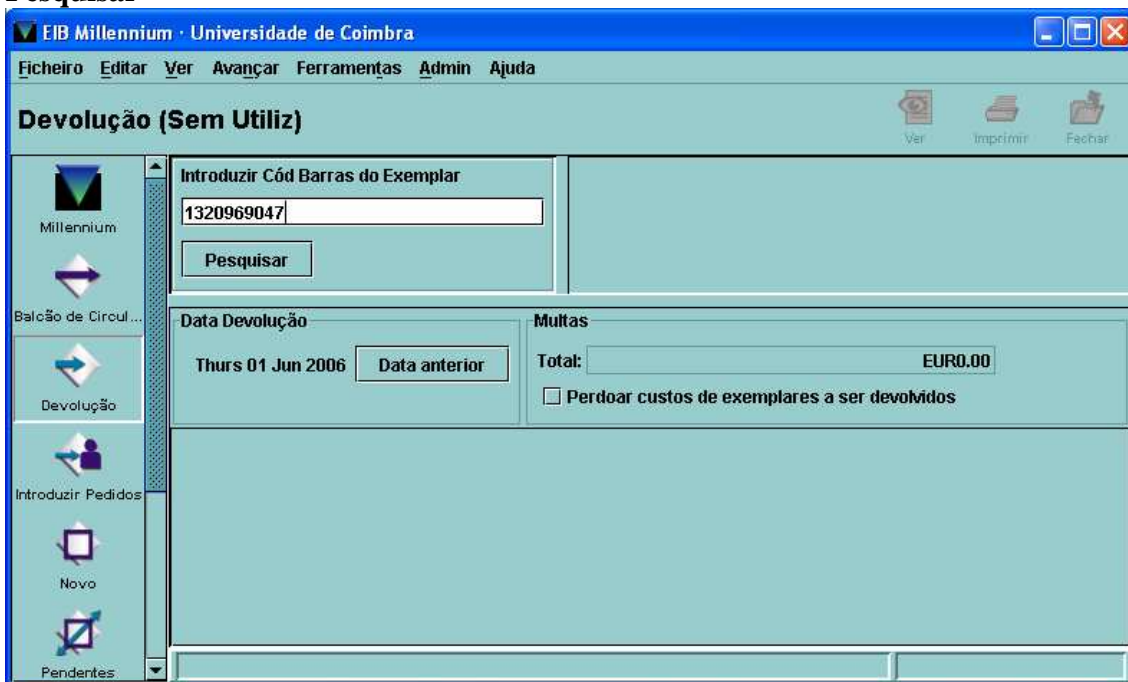 Pesquisar
EIB Millennium · Universidade de Coimbra
Ficheiro Editar Ver Avançar Ferramentas Admin Ajuda
Devolução (Sem Utiliz)
Ver Imprimir Fechar
Millennium
Balcão de Circul...
Devolução
Introduzir Pedidos
Novo
Pendentes
Introduzir Cód Barras do Exemplar
1320969047
Pesquisar
Data Devolução
Thurs 01 Jun 2006 Data anterior
Multas
Total: EUR0.00
Perdoar custos de exemplares a ser devolvidos